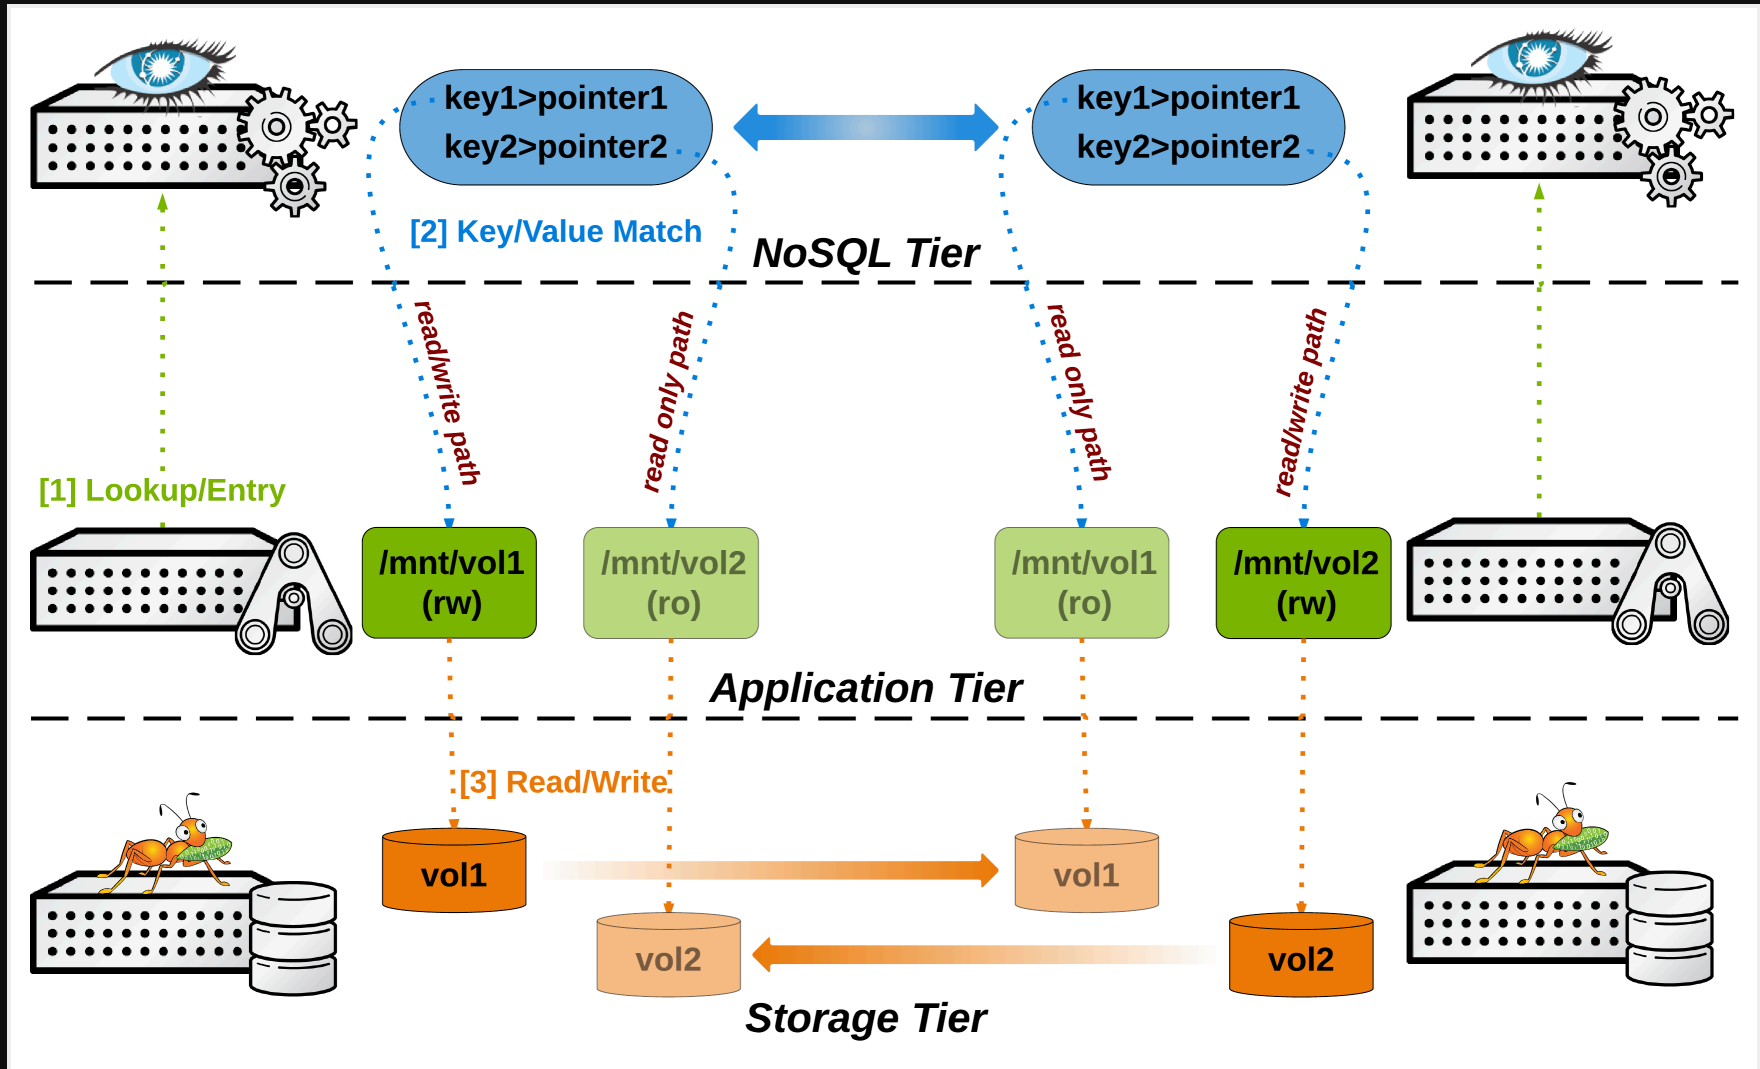 key1>pointer1
key2>pointer2
key1>pointer1
key2>pointer2
[2] Key/Value Match
NoSQL Tier
read/write path
read only path
read only path
read/write path
[1] Lookup/Entry
/mnt/vol1
(rw)
/mnt/vol2
(ro)
/mnt/vol1
(ro)
/mnt/vol2
(rw)
Application Tier
[3] Read/Write
vol1
vol1
vol2
vol2
Storage Tier